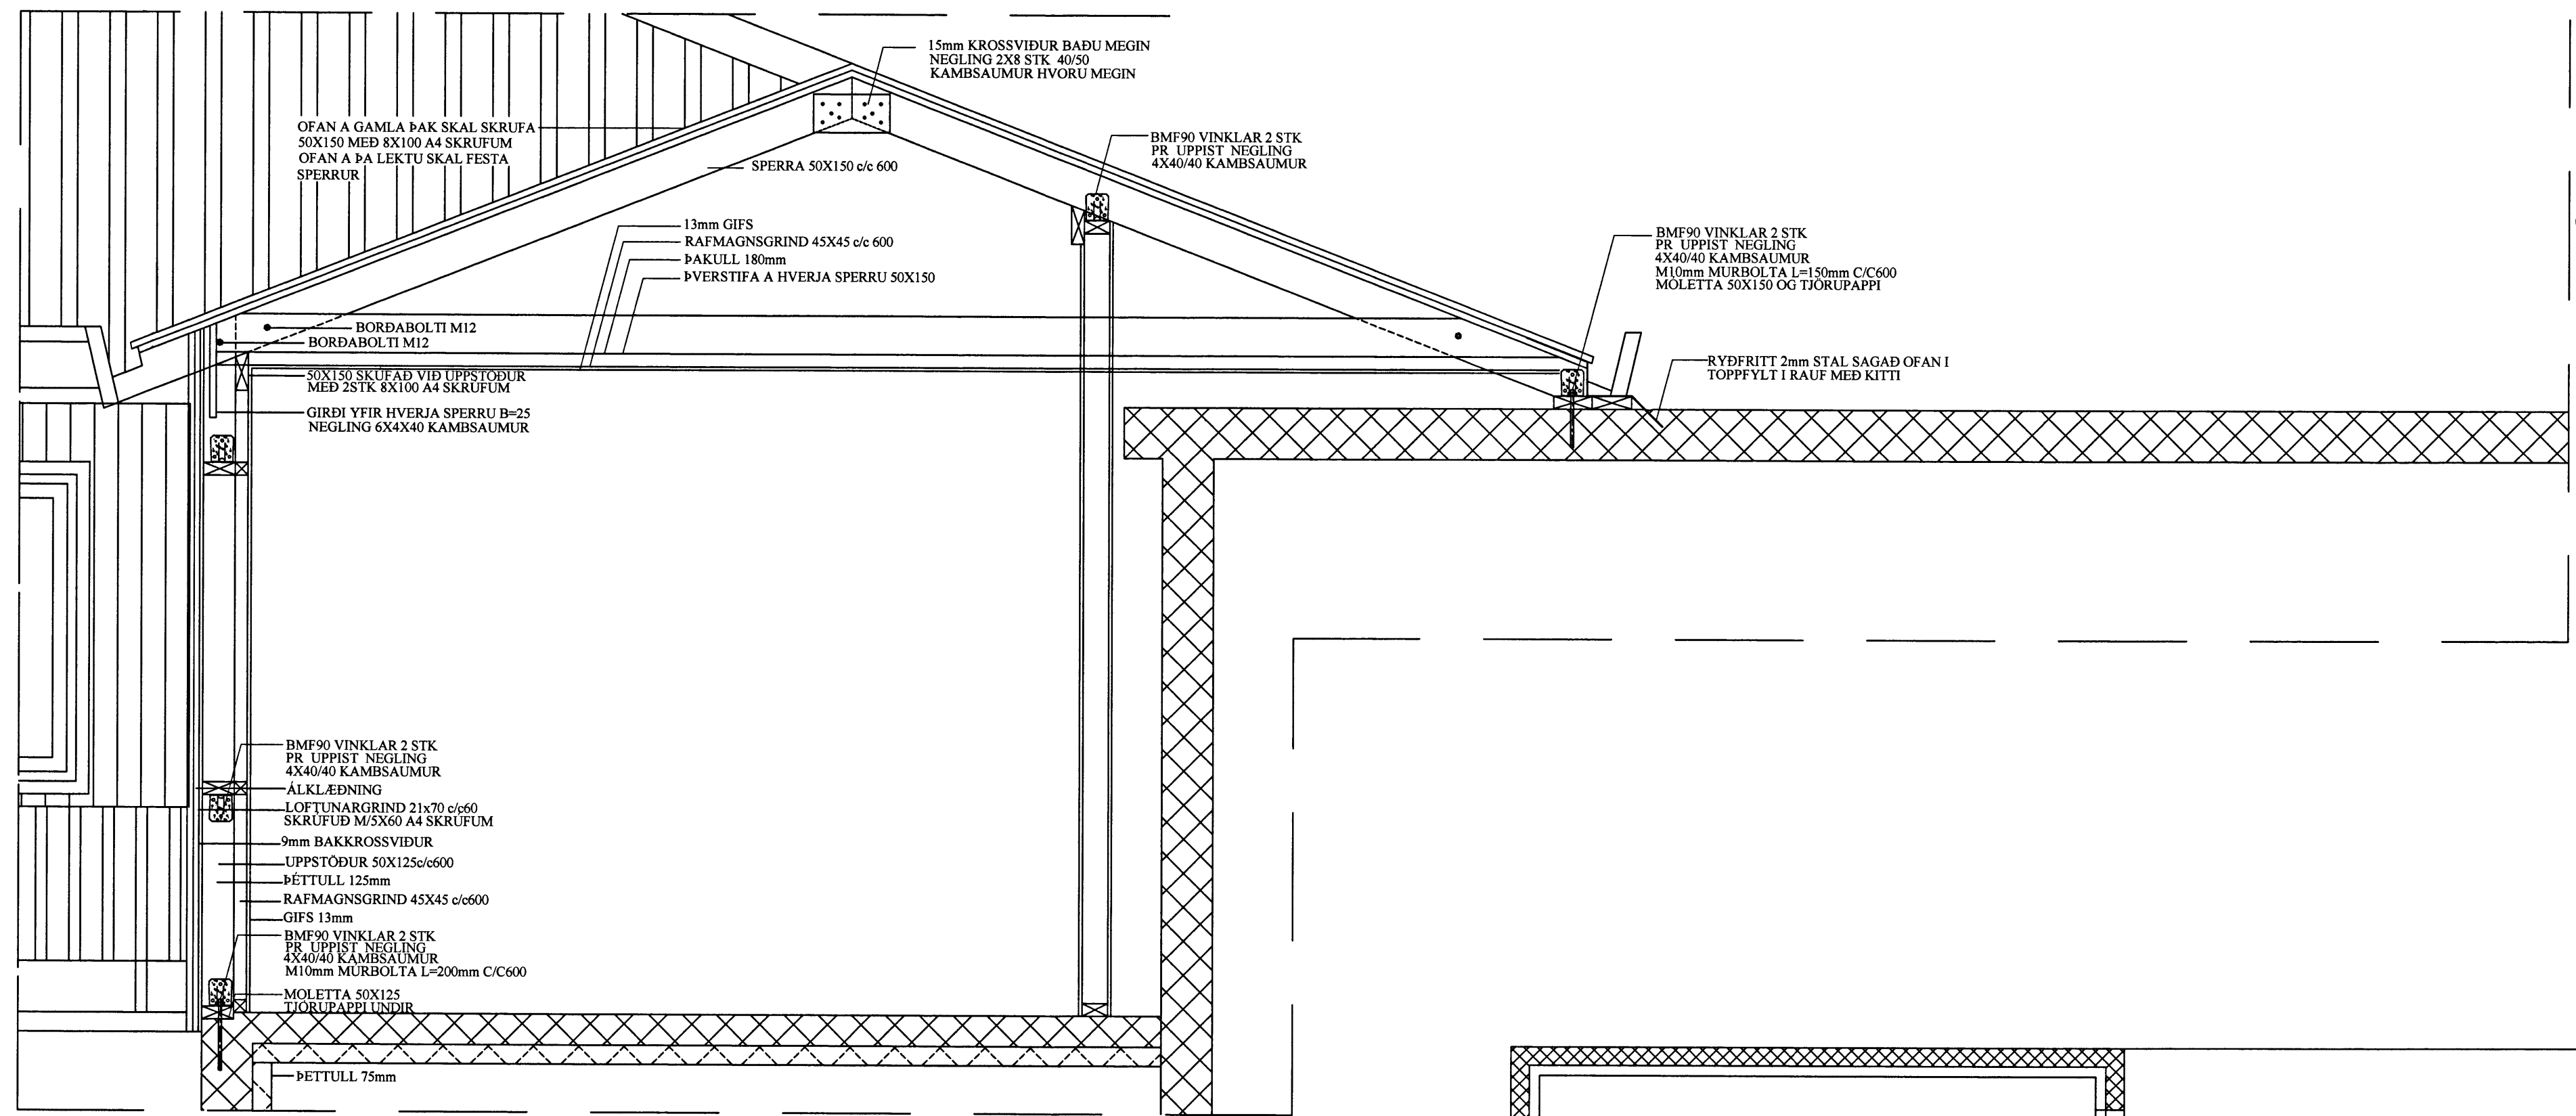 15mm KROSSVIÐUR BAÐU MEGIN
NEGLING 2X8 STK 40/50
KAMBSAUMUR HVORU MEGIN
OFAN A GAMLA ÞAK SKAL SKRUFA
50X150 MEÐ 8X100 A4 SKRUFUM
OFAN A ÞA LEKTU SKAL FESTA
SPERRUR
BMF90 VINKLAR 2 STK
PR UPPIST NEGLING
4X40/40 KAMBSAUMUR
SPERRA 50X150 c/c 600
13mm GIFS
RAFMAGNSGRIND 45X45 c/c 600
ÞAKULL 180mm
ÞVERSTIFA A HVERJA SPERRU 50X150
BMF90 VINKLAR 2 STK
PR UPPIST NEGLING
4X40/40 KAMBSAUMUR
M10mm MURBOLTA L=150mm C/C600
MOLETTA 50X150 OG TJÖRUPAPPI
BORÐABOLTI M12
BORÐABOLTI M12
RYÐFRITT 2mm STAL SAGAÐ OFAN I
TOPPFYLT I RAUF MEÐ KITTI
50X150 SKUFAÐ VIÐ UPPSTÖÐUR
MEÐ 2STK 8X100 A4 SKRUFUM
GIRÐI YFIR HVERJA SPERRU B=25
NEGLING 6X4X40 KAMBSAUMUR
BMF90 VINKLAR 2 STK
PR UPPIST NEGLING
4X40/40 KAMBSAUMUR
ÁLKLÆÐNING
LOFTUNARGRIND 21x70 c/c60
SKRÚFUÐ M/5X60 A4 SKRÚFUM
9mm BAKKROSSVIÐUR
UPPSTÖÐUR 50X125c/c600
ÞÉTTULL 125mm
RAFMAGNSGRIND 45X45 c/c600
GIFS 13mm
BMF90 VINKLAR 2 STK
PR UPPIST NEGLING
4X40/40 KAMBSAUMUR
M10mm MÚRBOLTA L=200mm C/C600
MOLETTA 50X125
TJÖRUPAPPI UNDIR
ÞETTULL 75mm